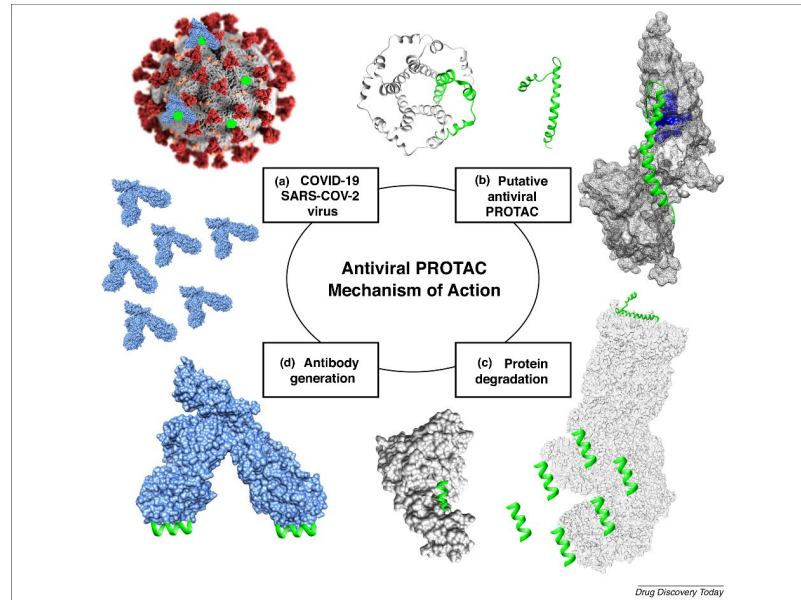 (a) COVID-19
SARS-COV-2
virus
(b) Putative
antiviral
PROTAC
Antiviral PROTAC
Mechanism of Action
(d) Antibody
generation
(c) Protein
degradation
Drug Discovery Today